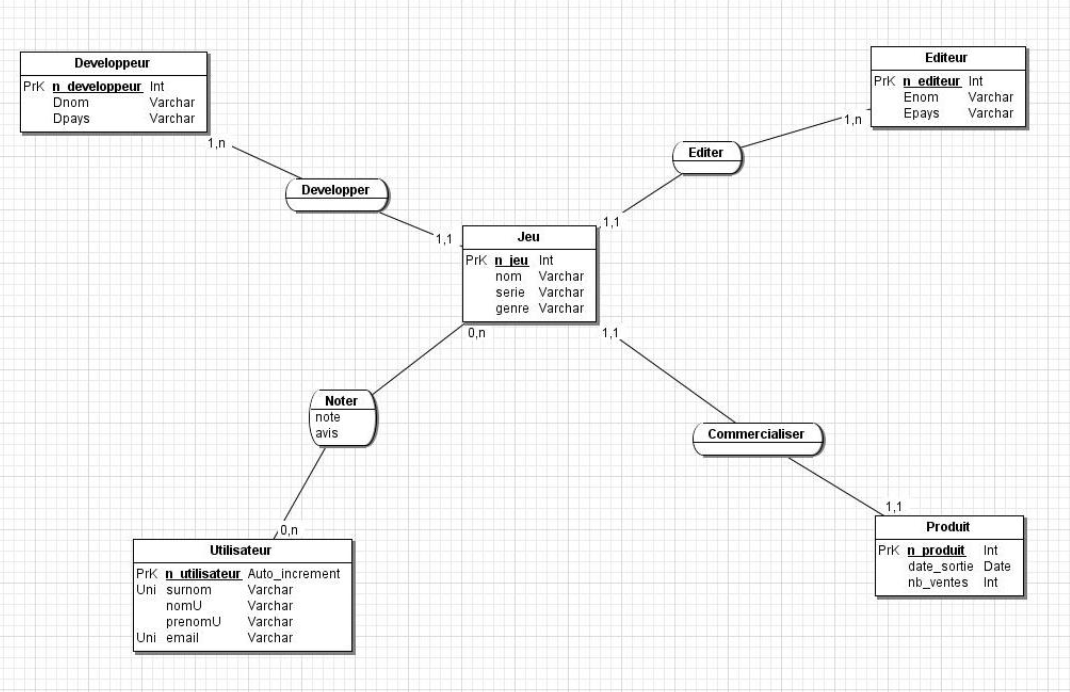 Developpeur
PrK n_developpeur Int
Dnom Varchar
Dpays Varchar
1,n
Developper
1,1
Editeur
PrK n_editeur Int
Enom Varchar
Epays Varchar
1,n
Editer
1,1
Jeu
PrK n_jeu Int
nom Varchar
serie Varchar
genre Varchar
0,n
1,1
Noter
note
avis
0,n
Commercialiser
1,1
Utilisateur
PrK n_utilisateur Auto_increment
Uni surnom Varchar
nomU Varchar
prenomU Varchar
Uni email Varchar
Produit
PrK n_produit Int
date_sortie Date
nb_ventes Int